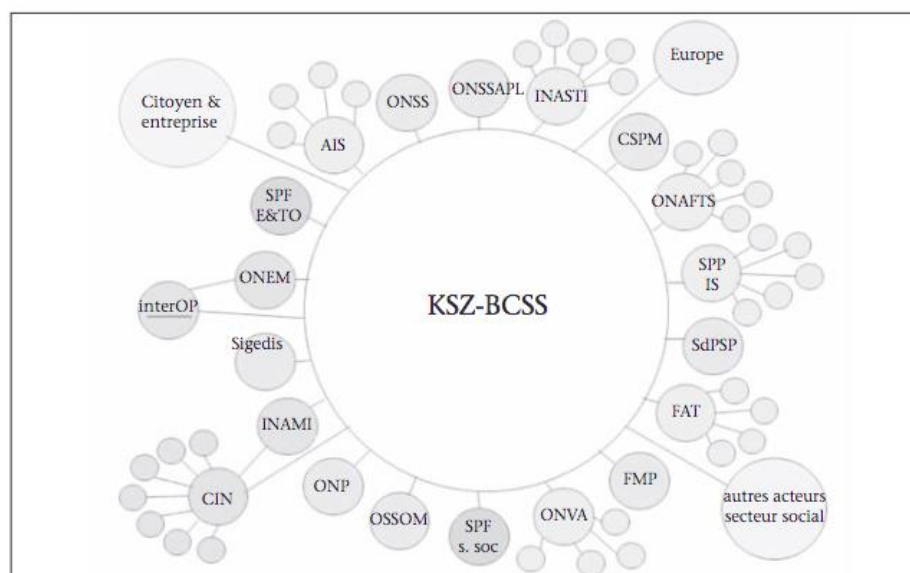 Europe
ONSSAPL
INASTI
ONSS
Citoyen &
entreprise
AIS
CSPM
SPF
E&TO
ONAFTS
ONEM
SPP
IS
interOP
KSZ-BCSS
Sigedis
SdPSP
INAMI
FAT
CIN
ONP
FMP
OSSOM
SPF
s. soc
ONVA
autres acteurs
secteur social